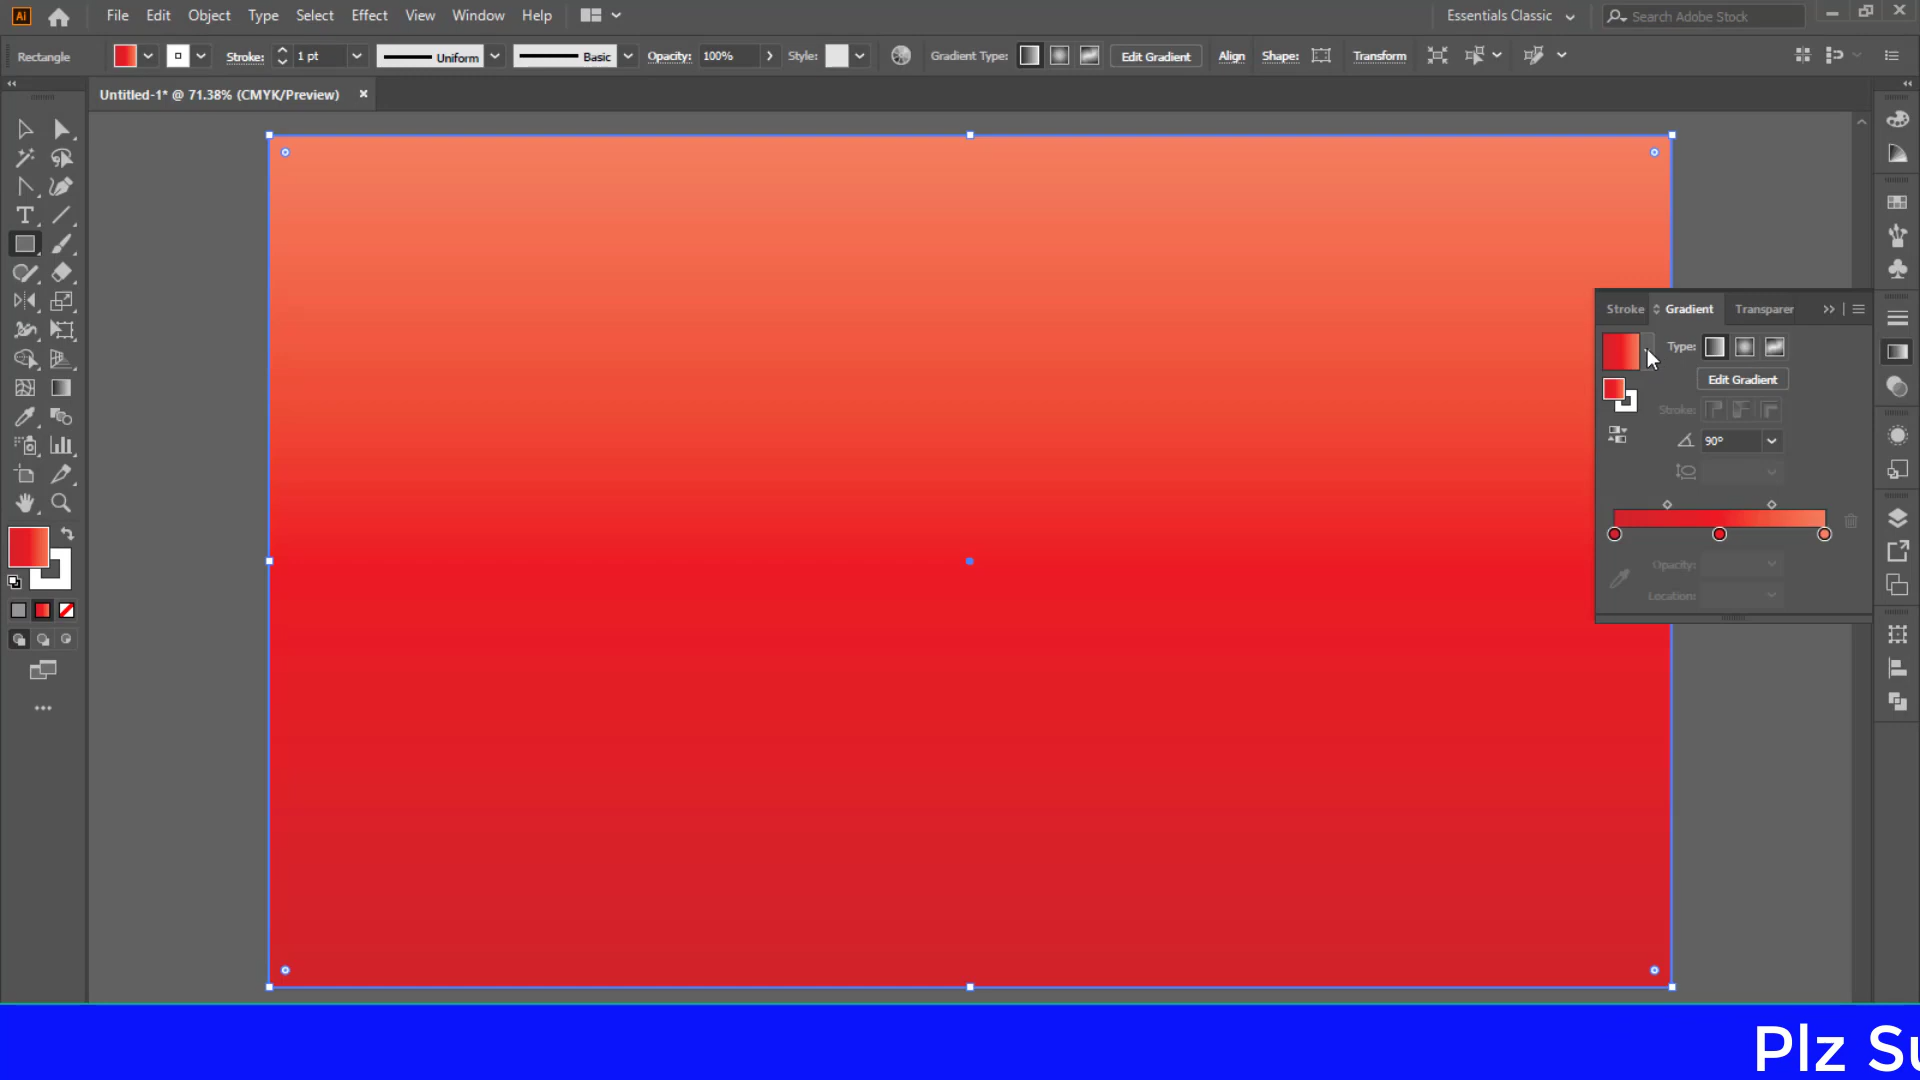 Ai File Edit Object Type Select Effect View Window Help Essentials Classic Search Adobe Stock
Rectangle Stroke: 1 pt Uniform Basic Opacity: 100% Style: Gradient Type: Edit Gradient Align Shape: Transform
Untitled-1* @ 71.38% (CMYK/Preview) ×
Stroke Gradient Transparer
Type:
Edit Gradient
Stroke:
90°
Opacity:
Location:
Plz Su